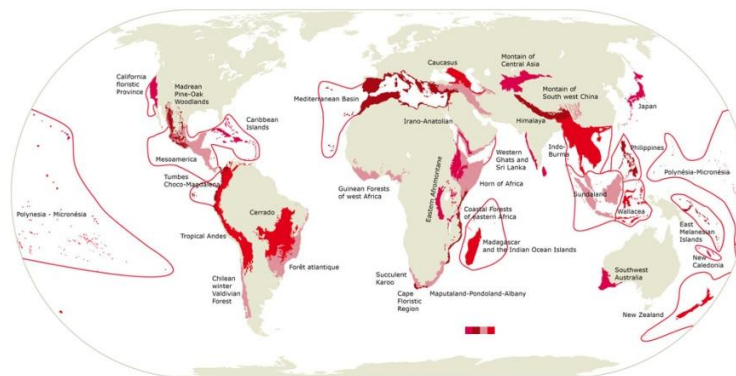 California
floristic
Province
Madrean
Pine-Oak
Woodlands
Caribbean
Islands
Mesoamerica
Tumbes
Choco-Magdalena
Polynesia - Micronésia
Tropical Andes
Cerrado
Forêt atlantique
Chilean
winter
Valdivian
Forest
Mediterranean Basin
Caucasus
Irano-Anatolian
Montain of
Central Asia
Montain of
South west China
Himalaya
Japan
Guinean Forests
of west Africa
Eastern Afromontane
Western
Ghats and
Sri Lanka
Horn of Africa
Indo-
Burma
Philippines
Polynésia-Micronésia
Sundaland
Wallacea
Coastal Forests
of eastern Africa
Madagascar
and the Indian Ocean Islands
East
Melanesian
Islands
New
Caledonia
Succulent
Karoo
Cape
Floristic
Region
Maputaland-Pondoland-Albany
Southwest
Australia
New Zealand